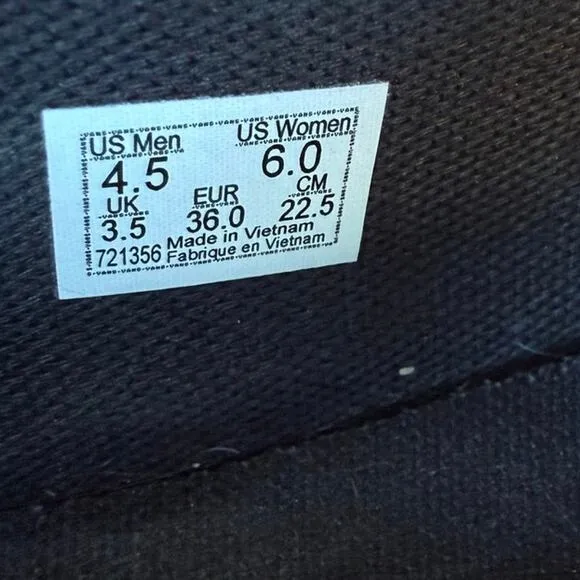 US Men US Women
4.5 6.0
UK EUR CM
3.5 36.0 22.5
721356 Made in Vietnam
Fabrique en Vietnam